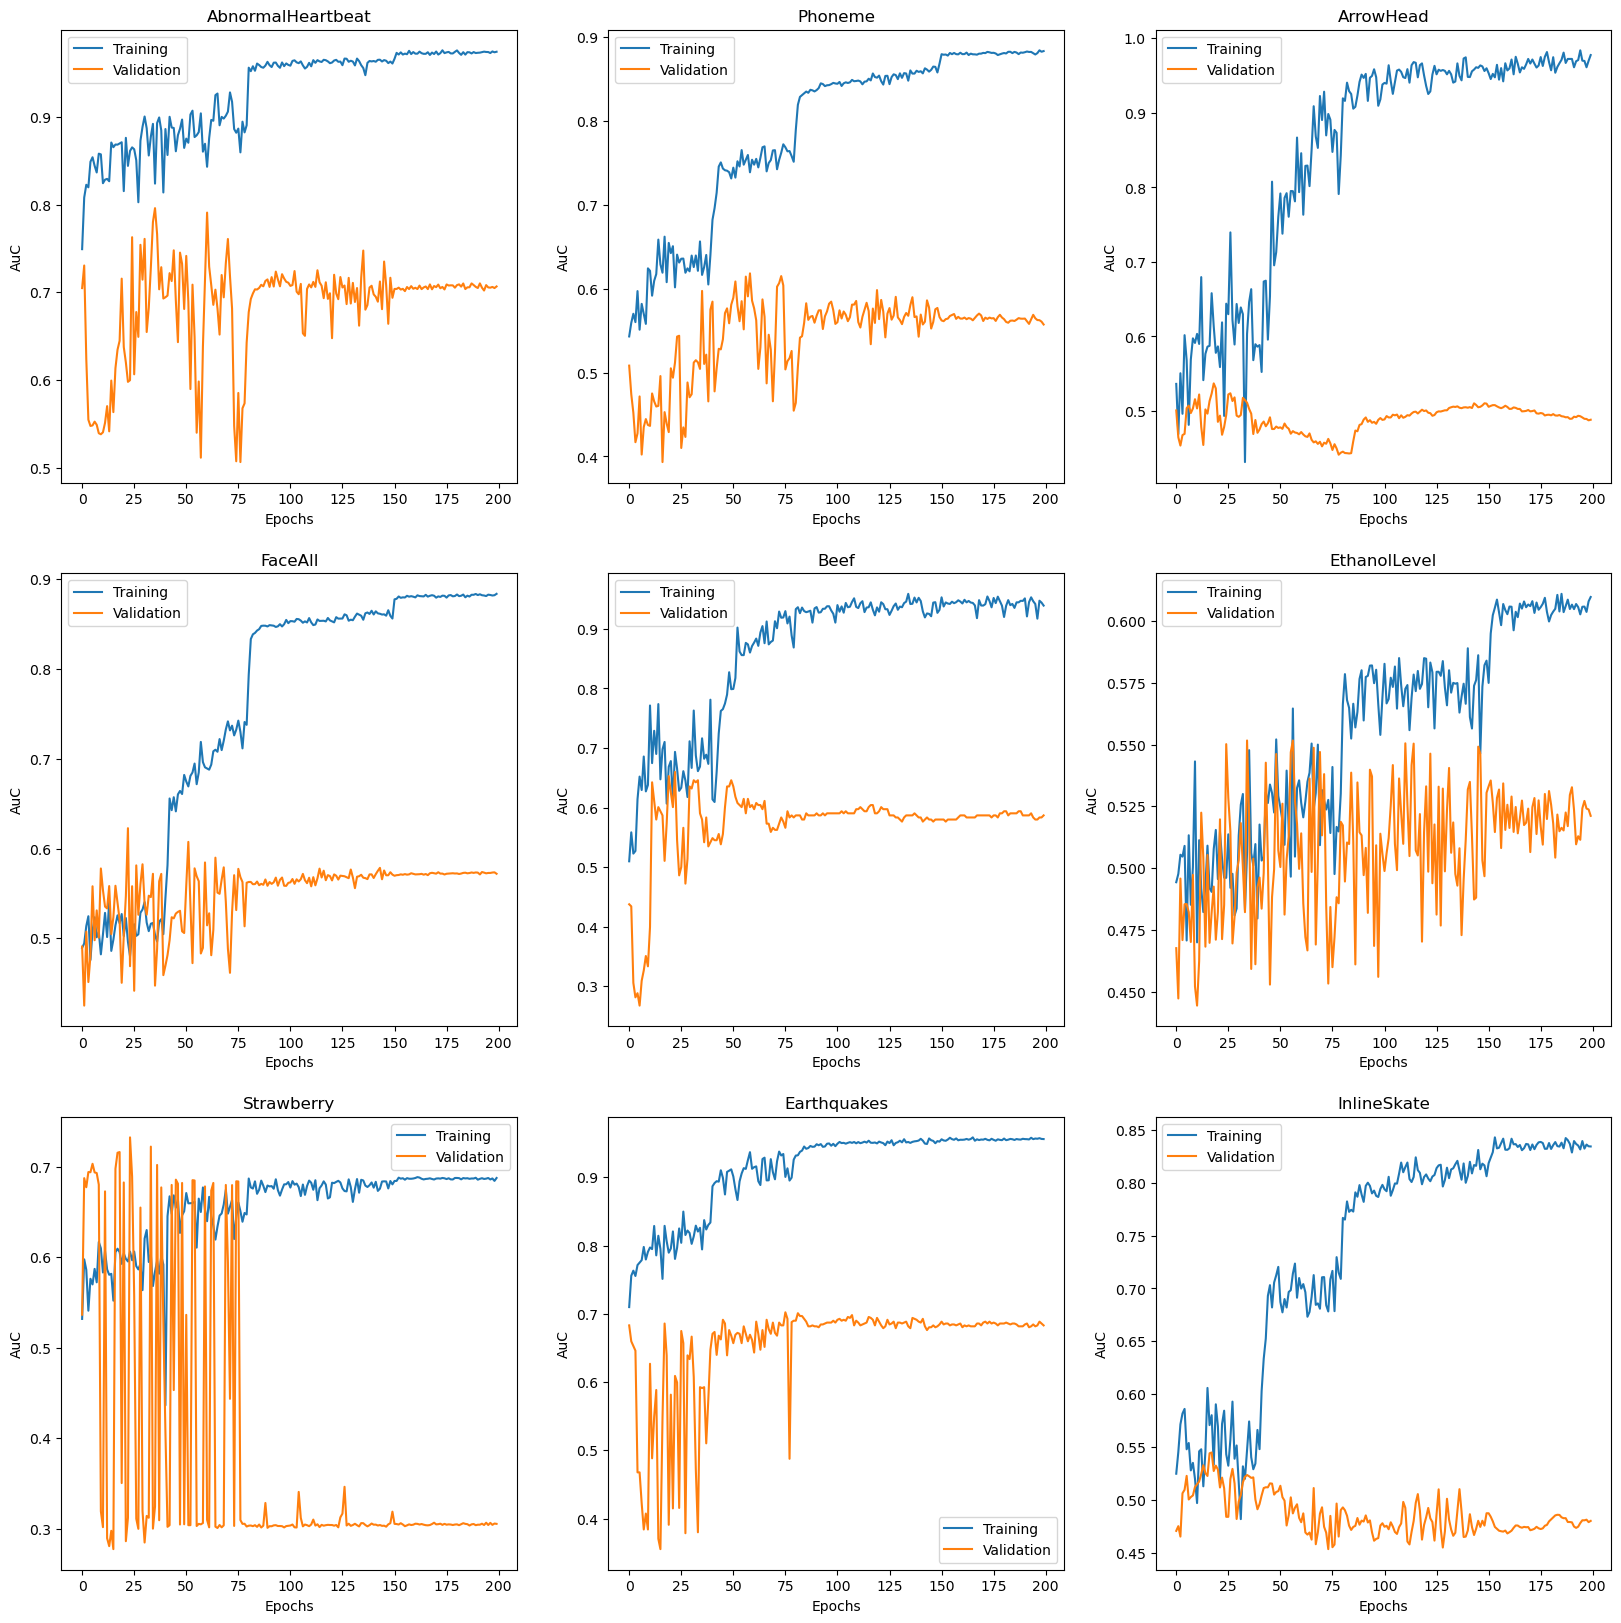 AbnormalHeartbeat
Training
Validation
AuC
0.9
0.8
0.7
0.6
0.5
0 25 50 75 100 125 150 175 200
Epochs
Phoneme
Training
Validation
AuC
0.9
0.8
0.7
0.6
0.5
0.4
0 25 50 75 100 125 150 175 200
Epochs
ArrowHead
Training
Validation
AuC
1.0
0.9
0.8
0.7
0.6
0.5
0 25 50 75 100 125 150 175 200
Epochs
FaceAll
Training
Validation
AuC
0.9
0.8
0.7
0.6
0.5
0 25 50 75 100 125 150 175 200
Epochs
Beef
Training
Validation
AuC
0.9
0.8
0.7
0.6
0.5
0.4
0.3
0 25 50 75 100 125 150 175 200
Epochs
EthanolLevel
Training
Validation
AuC
0.600
0.575
0.550
0.525
0.500
0.475
0.450
0 25 50 75 100 125 150 175 200
Epochs
Strawberry
Training
Validation
AuC
0.7
0.6
0.5
0.4
0.3
0 25 50 75 100 125 150 175 200
Epochs
Earthquakes
Training
Validation
AuC
0.9
0.8
0.7
0.6
0.5
0.4
0 25 50 75 100 125 150 175 200
Epochs
InlineSkate
Training
Validation
AuC
0.85
0.80
0.75
0.70
0.65
0.60
0.55
0.50
0.45
0 25 50 75 100 125 150 175 200
Epochs